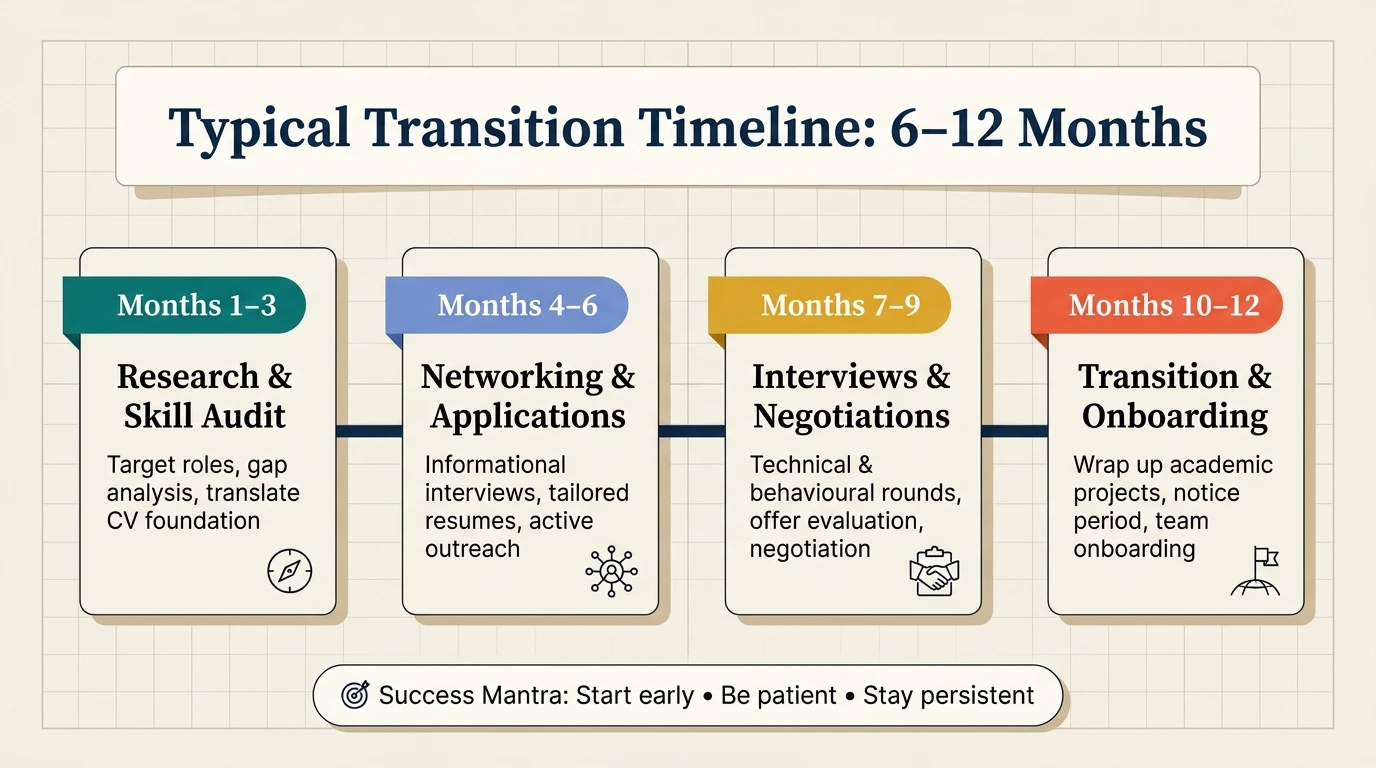 Typical Transition Timeline: 6–12 Months
Months 1–3
Research &
Skill Audit
Target roles, gap
analysis, translate
CV foundation
Months 4–6
Networking &
Applications
Informational
interviews, tailored
resumes, active
outreach
Months 7–9
Interviews &
Negotiations
Technical &
behavioural rounds,
offer evaluation,
negotiation
Months 10–12
Transition &
Onboarding
Wrap up academic
projects, notice
period, team
onboarding
Success Mantra: Start early • Be patient • Stay persistent